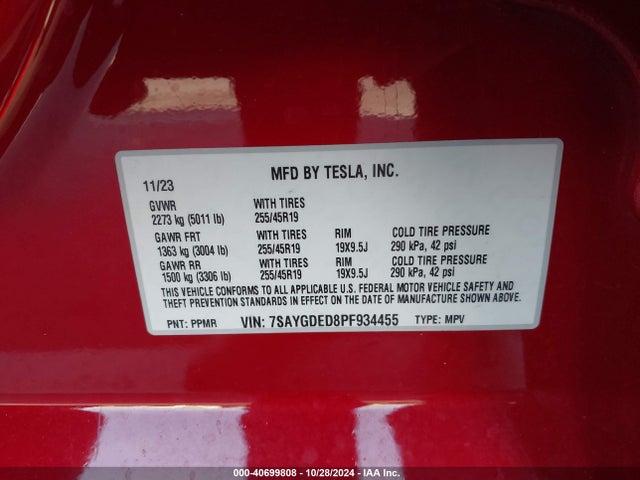 MFD BY TESLA, INC.
11/23
GVWR WITH TIRES
2273 kg (5011 lb) 255/45R19
GAWR FRT WITH TIRES RIM COLD TIRE PRESSURE
1363 kg (3004 lb) 255/45R19 19X9.5J 290 kPa, 42 psi
GAWR RR WITH TIRES RIM COLD TIRE PRESSURE
1500 kg (3306 lb) 255/45R19 19X9.5J 290 kPa, 42 psi
THIS VEHICLE CONFORMS TO ALL APPLICABLE U.S. FEDERAL MOTOR VEHICLE SAFETY AND
THEFT PREVENTION STANDARDS IN EFFECT ON THE DATE OF MANUFACTURE SHOWN ABOVE.
PNT: PPMR VIN: 7SAYGDED8PF934455 TYPE: MPV
000-40699808 - 10/28/2024 - IAA Inc.